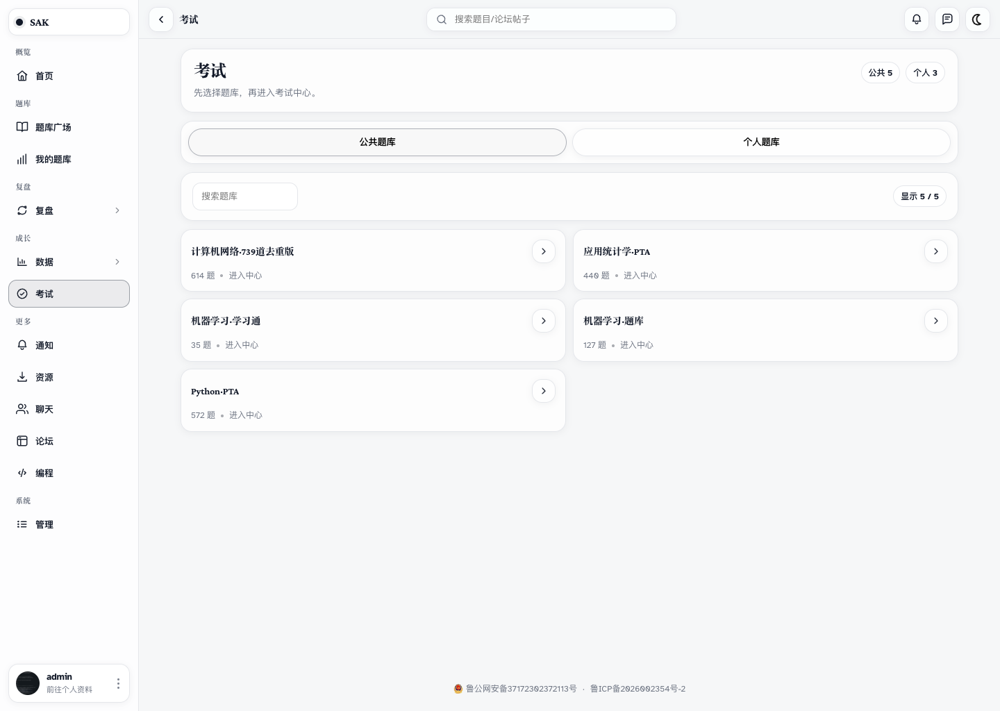 SAK
概览
首页
题库
题库广场
我的题库
复盘
复盘
成长
数据
考试
更多
通知
资源
聊天
论坛
编程
系统
管理
admin
前往个人资料
考试
搜索题目/论坛帖子
考试
先选择题库，再进入考试中心。
公共 5
个人 3
公共题库
个人题库
搜索题库
显示 5 / 5
计算机网络·739道去重版
614 题 • 进入中心
应用统计学·PTA
440 题 • 进入中心
机器学习·学习通
35 题 • 进入中心
机器学习·题库
127 题 • 进入中心
Python·PTA
572 题 • 进入中心
鲁公网安备37172302372113号 · 鲁ICP备2026002354号-2